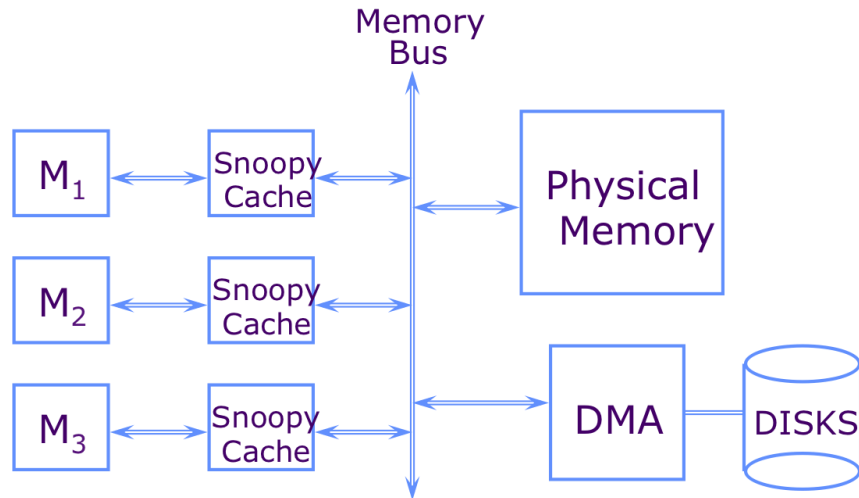 Memory
Bus
M₁
Snoopy
Cache
Physical
Memory
M₂
Snoopy
Cache
M₃
Snoopy
Cache
DMA
DISKS